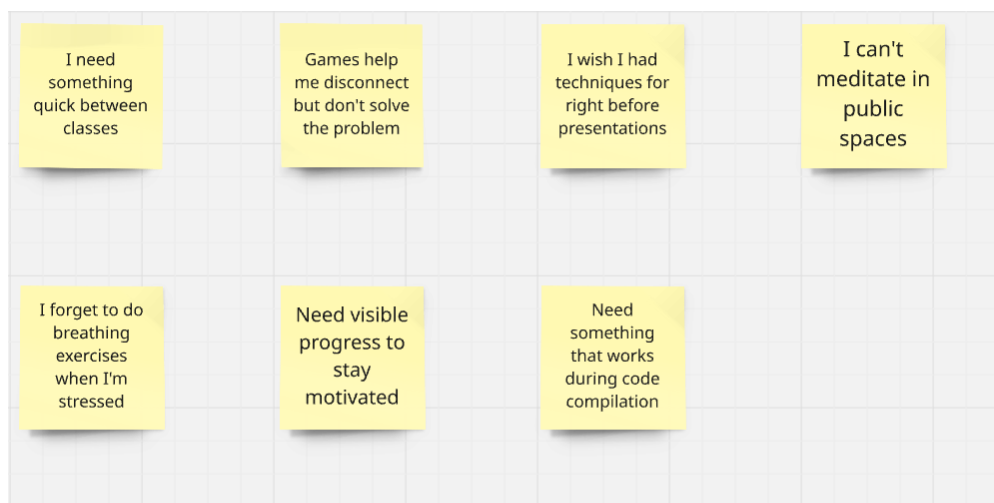 I need
something
quick between
classes
Games help
me disconnect
but don't solve
the problem
I wish I had
techniques for
right before
presentations
I can't
meditate in
public
spaces
I forget to do
breathing
exercises
when I'm
stressed
Need visible
progress to
stay
motivated
Need
something
that works
during code
compilation